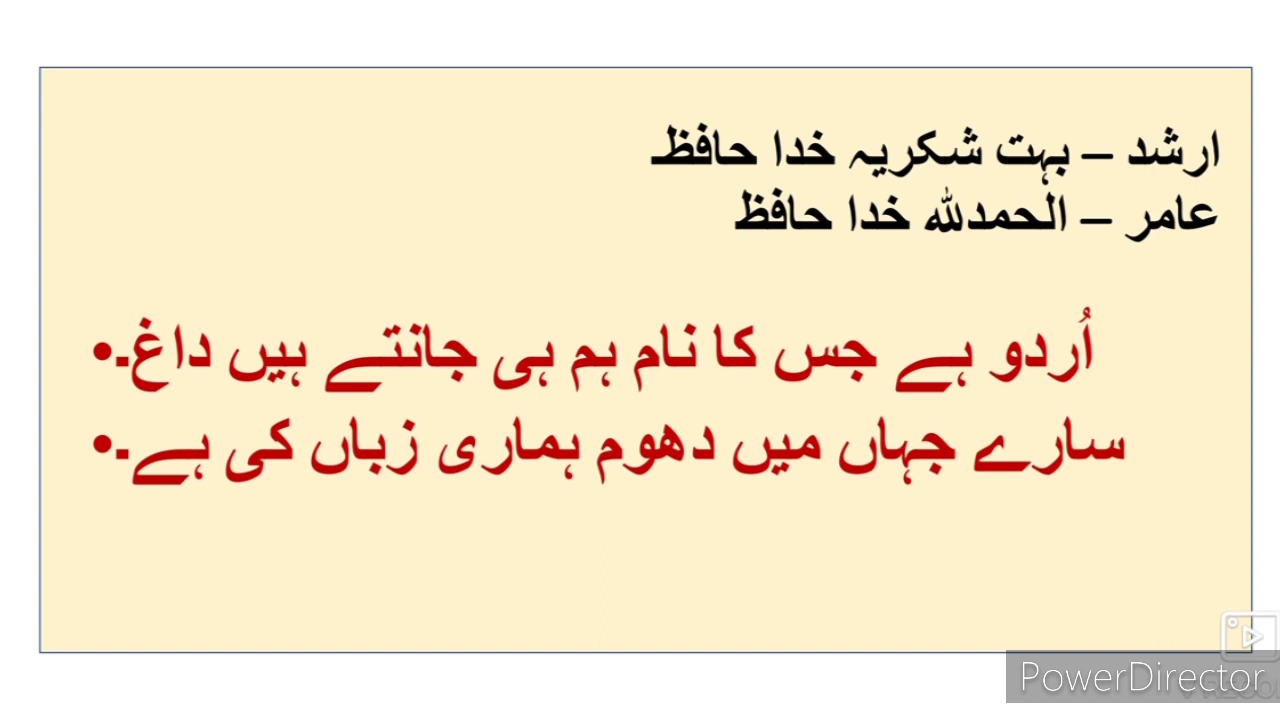 ارشد – بہت شکریہ خدا حافظ
عامر – الحمدللہ خدا حافظ
اُردو ہے جس کا نام ہم ہی جانتے ہیں داغ۔•
سارے جہاں میں دھوم ہماری زباں کی ہے۔•
PowerDirector